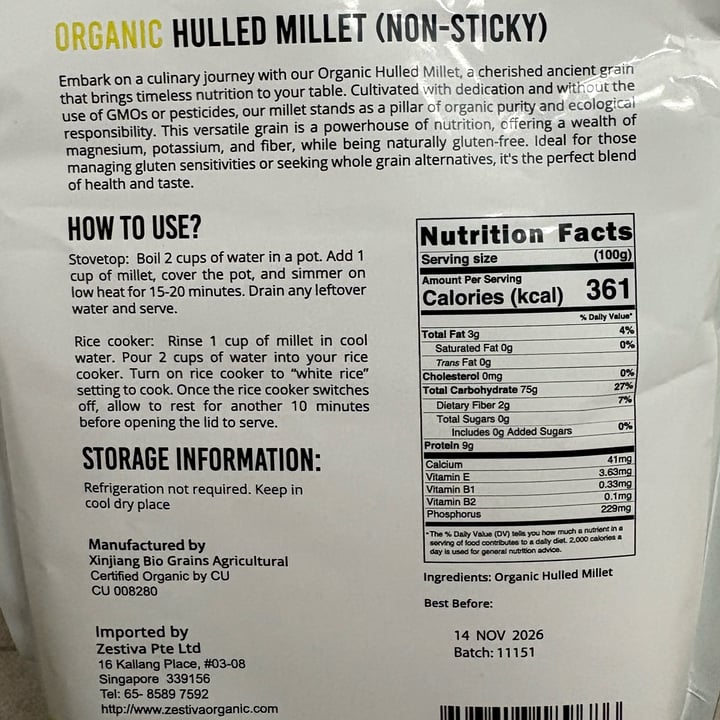 ORGANIC HULLED MILLET (NON-STICKY)
Embark on a culinary journey with our Organic Hulled Millet, a cherished ancient grain
that brings timeless nutrition to your table. Cultivated with dedication and without the
use of GMOs or pesticides, our millet stands as a pillar of organic purity and ecological
responsibility. This versatile grain is a powerhouse of nutrition, offering a wealth of
magnesium, potassium, and fiber, while being naturally gluten-free. Ideal for those
managing gluten sensitivities or seeking whole grain alternatives, it's the perfect blend
of health and taste.
HOW TO USE?
Stovetop: Boil 2 cups of water in a pot. Add 1
cup of millet, cover the pot, and simmer on
low heat for 15-20 minutes. Drain any leftover
water and serve.
Rice cooker: Rinse 1 cup of millet in cool
water. Pour 2 cups of water into your rice
cooker. Turn on rice cooker to "white rice"
setting to cook. Once the rice cooker switches
off, allow to rest for another 10 minutes
before opening the lid to serve.
STORAGE INFORMATION:
Refrigeration not required. Keep in
cool dry place
Manufactured by
Xinjiang Bio Grains Agricultural
Certified Organic by CU
CU 008280
Imported by
Zestiva Pte Ltd
16 Kallang Place, #03-08
Singapore 339156
Tel: 65- 8589 7592
http://www.zestivaorganic.com
Nutrition Facts
Serving size (100g)
Amount Per Serving
Calories (kcal) 361
% Daily Value*
Total Fat 3g 4%
Saturated Fat 0g 0%
Trans Fat 0g
Cholesterol 0mg 0%
Total Carbohydrate 75g 27%
Dietary Fiber 2g 7%
Total Sugars 0g
Includes 0g Added Sugars 0%
Protein 9g
Calcium 41mg
Vitamin E 3.63mg
Vitamin B1 0.33mg
Vitamin B2 0.1mg
Phosphorus 229mg
*The % Daily Value (DV) tells you how much a nutrient in a
serving of food contributes to a daily diet. 2,000 calories a
day is used for general nutrition advice.
Ingredients: Organic Hulled Millet
Best Before:
14 NOV 2026
Batch: 11151